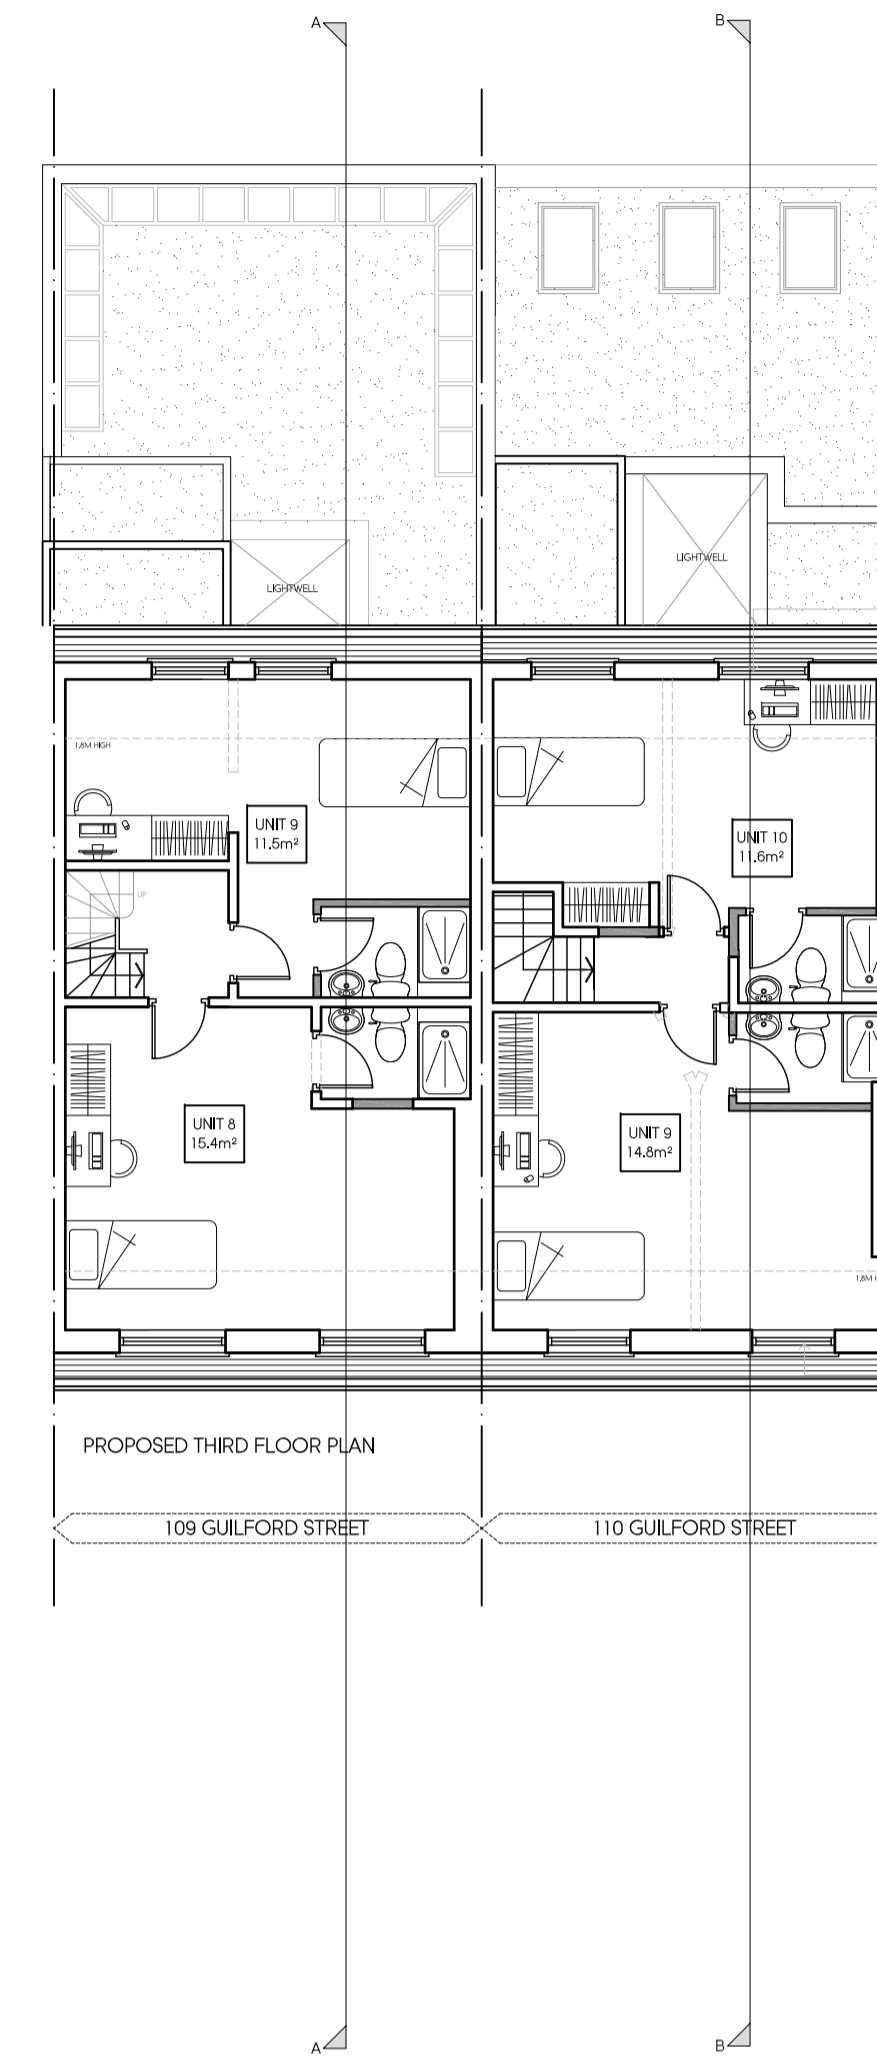 A
B
LIGHTWELL
LIGHTWELL
1.8M HIGH
UNIT 9
11.5m²
UNIT 10
11.6m²
UP
UNIT 8
15.4m²
UNIT 9
14.8m²
1.8M H
PROPOSED THIRD FLOOR PLAN
109 GUILFORD STREET
110 GUILFORD STREET
A
B